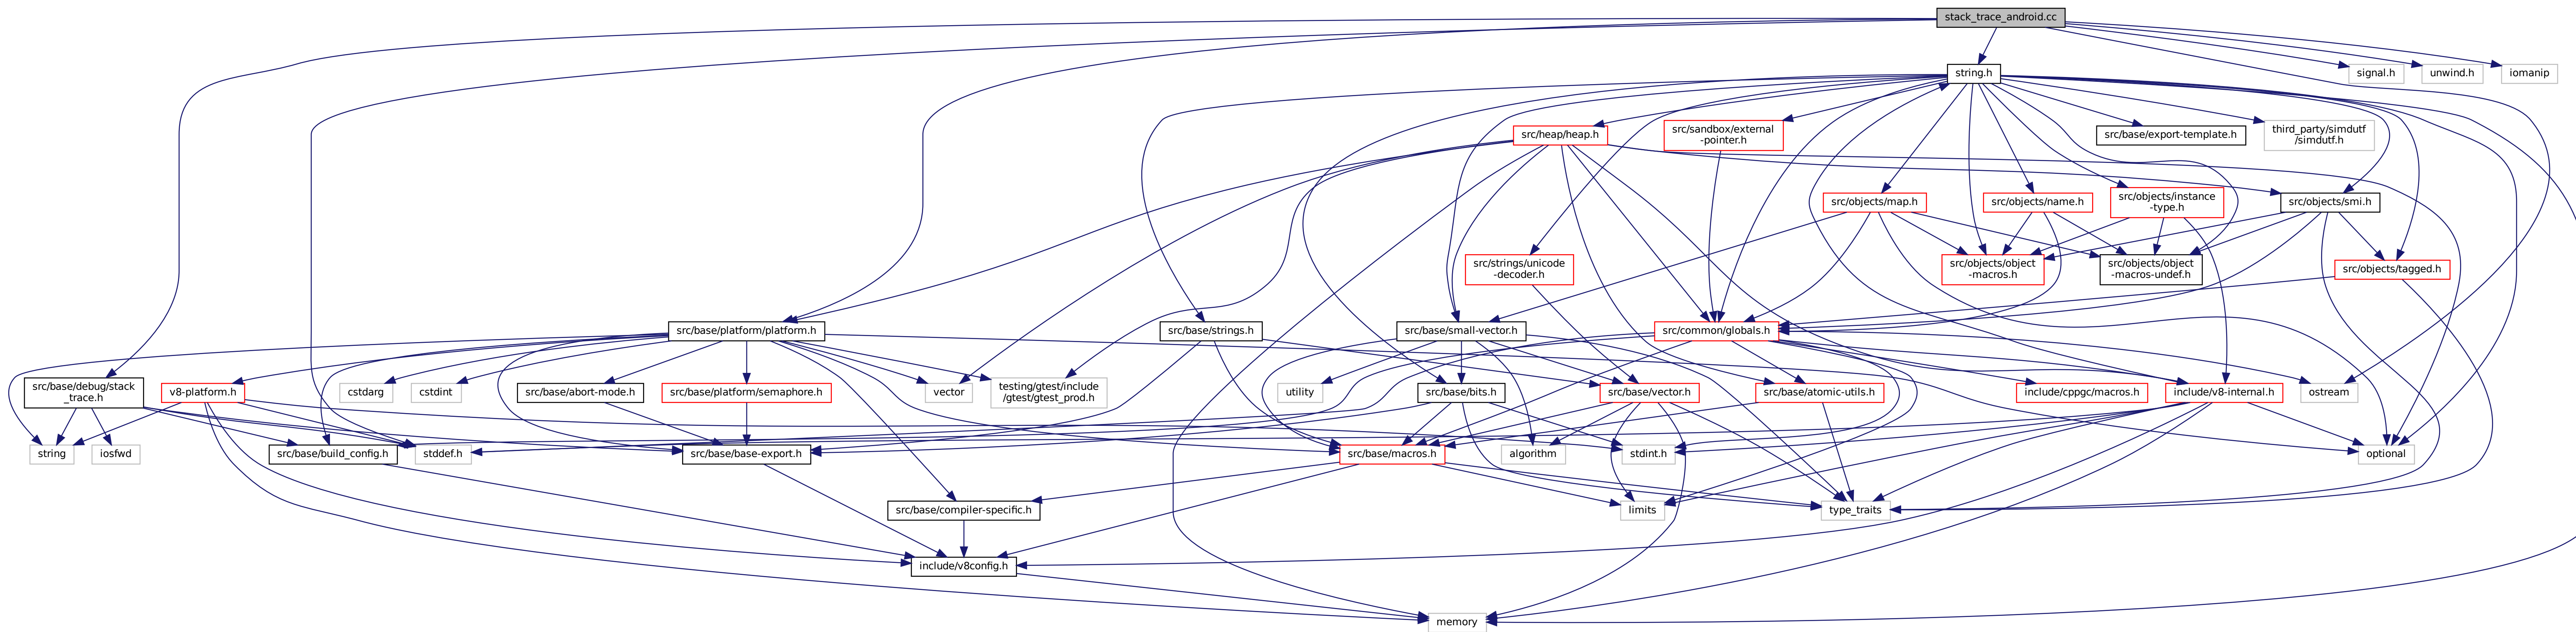 stack_trace_android.cc
string.h
signal.h
unwind.h
iomanip
src/heap/heap.h
src/sandbox/external
-pointer.h
src/base/export-template.h
third_party/simdutf
/simdutf.h
src/objects/map.h
src/objects/name.h
src/objects/instance
-type.h
src/objects/smi.h
src/strings/unicode
-decoder.h
src/objects/object
-macros.h
src/objects/object
-macros-undef.h
src/objects/tagged.h
src/base/platform/platform.h
src/base/strings.h
src/base/small-vector.h
src/common/globals.h
src/base/debug/stack
_trace.h
v8-platform.h
cstdarg
cstdint
src/base/abort-mode.h
src/base/platform/semaphore.h
vector
testing/gtest/include
/gtest/gtest_prod.h
utility
src/base/bits.h
src/base/vector.h
src/base/atomic-utils.h
include/cppgc/macros.h
include/v8-internal.h
ostream
string
iosfwd
src/base/build_config.h
stddef.h
src/base/base-export.h
src/base/macros.h
algorithm
stdint.h
optional
src/base/compiler-specific.h
limits
type_traits
include/v8config.h
memory